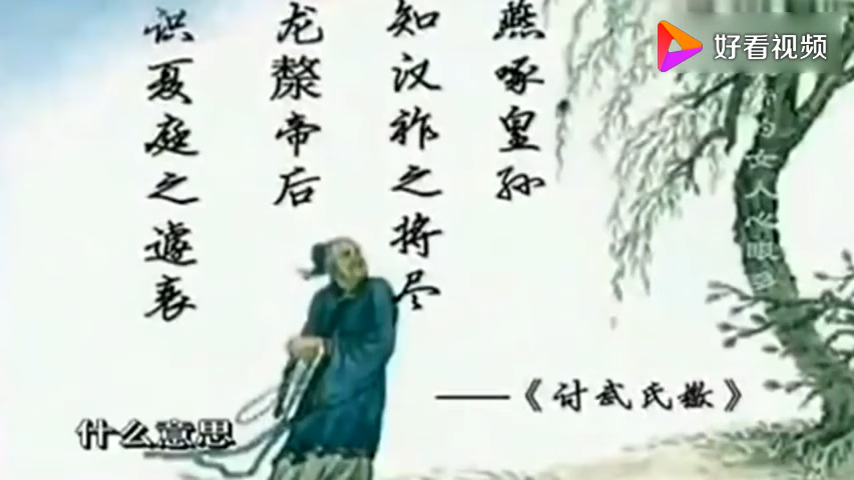 燕啄皇孙
知汉祚之将尽
龙漦帝后
识夏庭之遽衰
——《讨武氏檄》
什么意思
好看视频